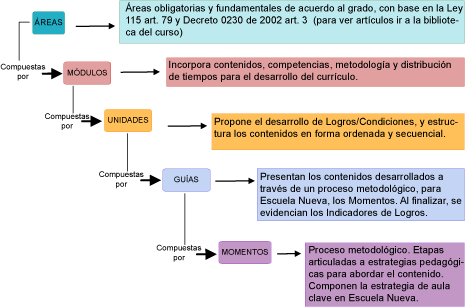 ÁREAS
Áreas obligatorias y fundamentales de acuerdo al grado, con base en la Ley
115 art. 79 y Decreto 0230 de 2002 art. 3 (para ver artículos ir a la bibliote-
ca del curso)
Compuestas
por
MÓDULOS
Incorpora contenidos, competencias, metodología y distribución
de tiempos para el desarrollo del currículo.
Compuestas
por
UNIDADES
Propone el desarrollo de Logros/Condiciones, y estruc-
tura los contenidos en forma ordenada y secuencial.
Compuestas
por
GUÍAS
Presentan los contenidos desarrollados a
través de un proceso metodológico, para
Escuela Nueva, los Momentos. Al finalizar, se
evidencian los Indicadores de Logros.
Compuestas
por
MOMENTOS
Proceso metodológico. Etapas
articuladas a estrategias pedagógi-
cas para abordar el contenido.
Componen la estrategia de aula
clave en Escuela Nueva.